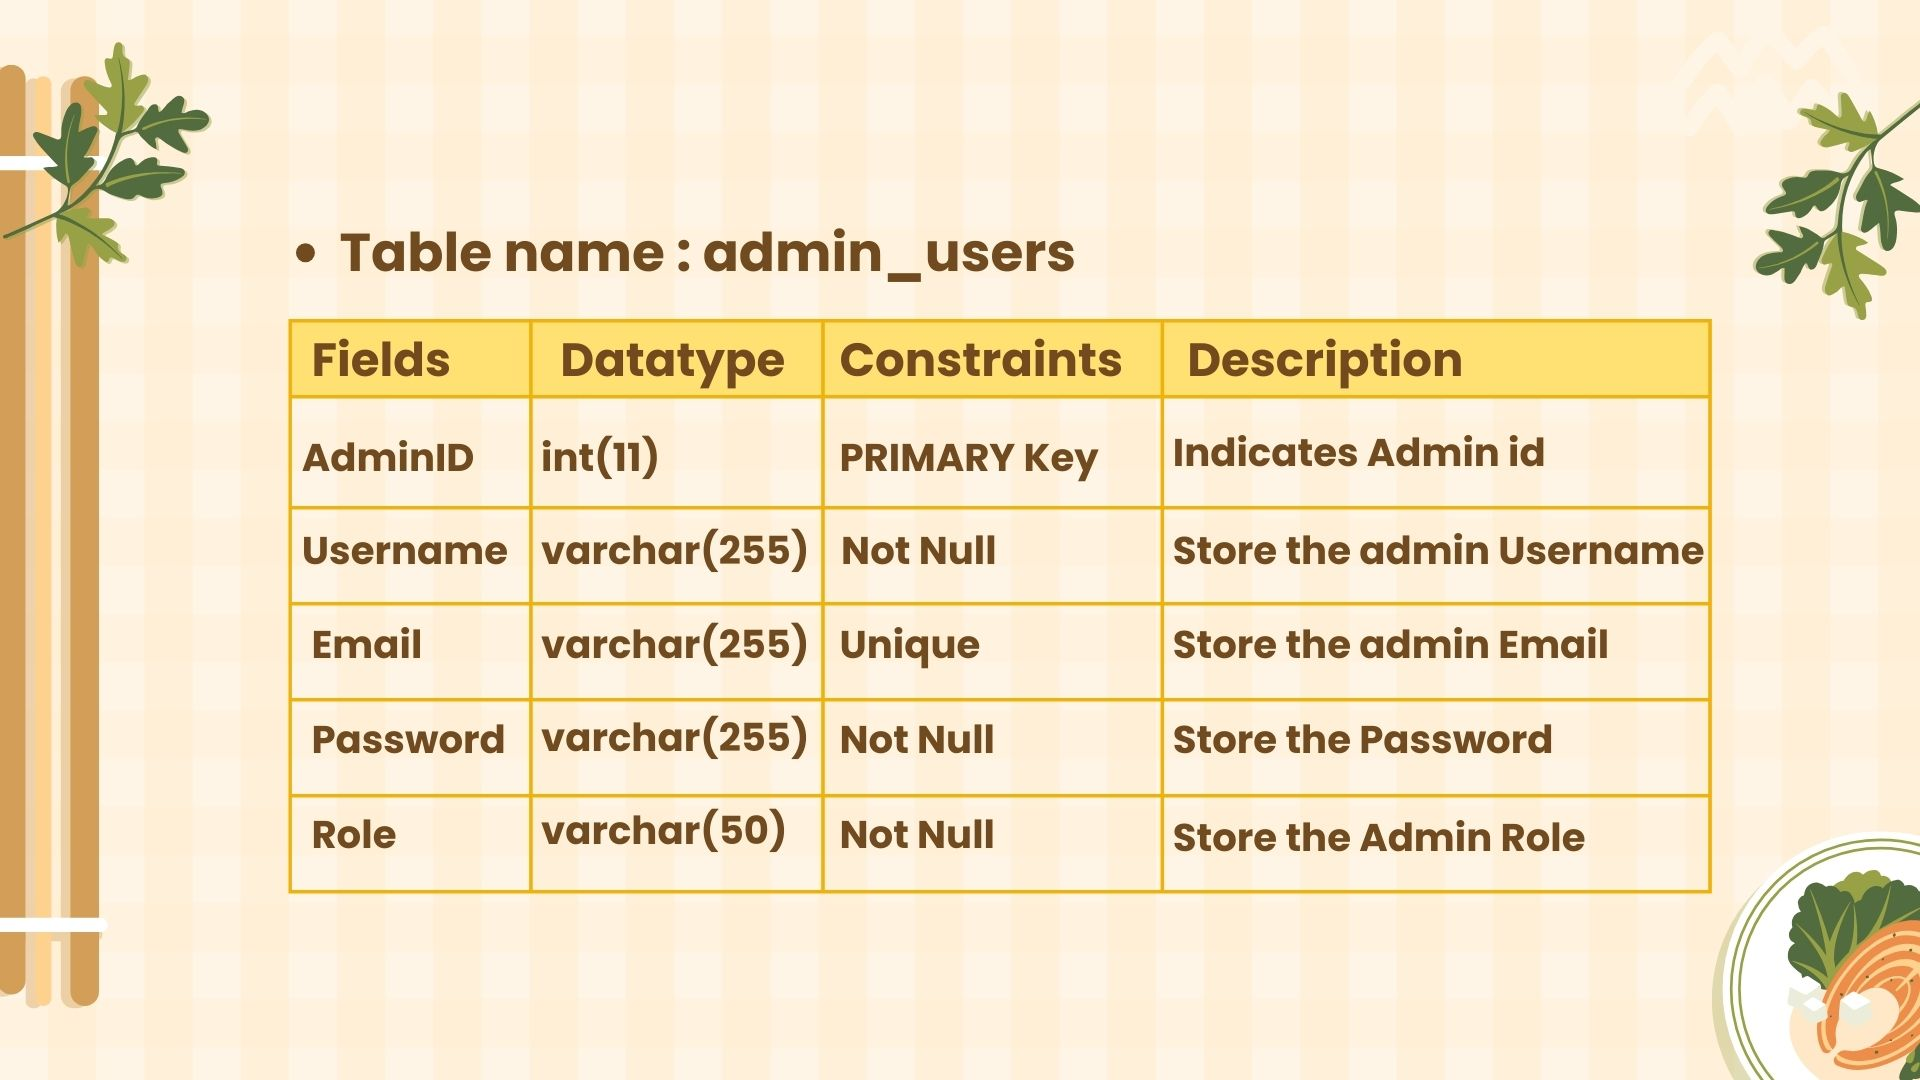 • Table name : admin_users
Fields Datatype Constraints Description
AdminID int(11) PRIMARY Key Indicates Admin id
Username varchar(255) Not Null Store the admin Username
Email varchar(255) Unique Store the admin Email
Password varchar(255) Not Null Store the Password
Role varchar(50) Not Null Store the Admin Role